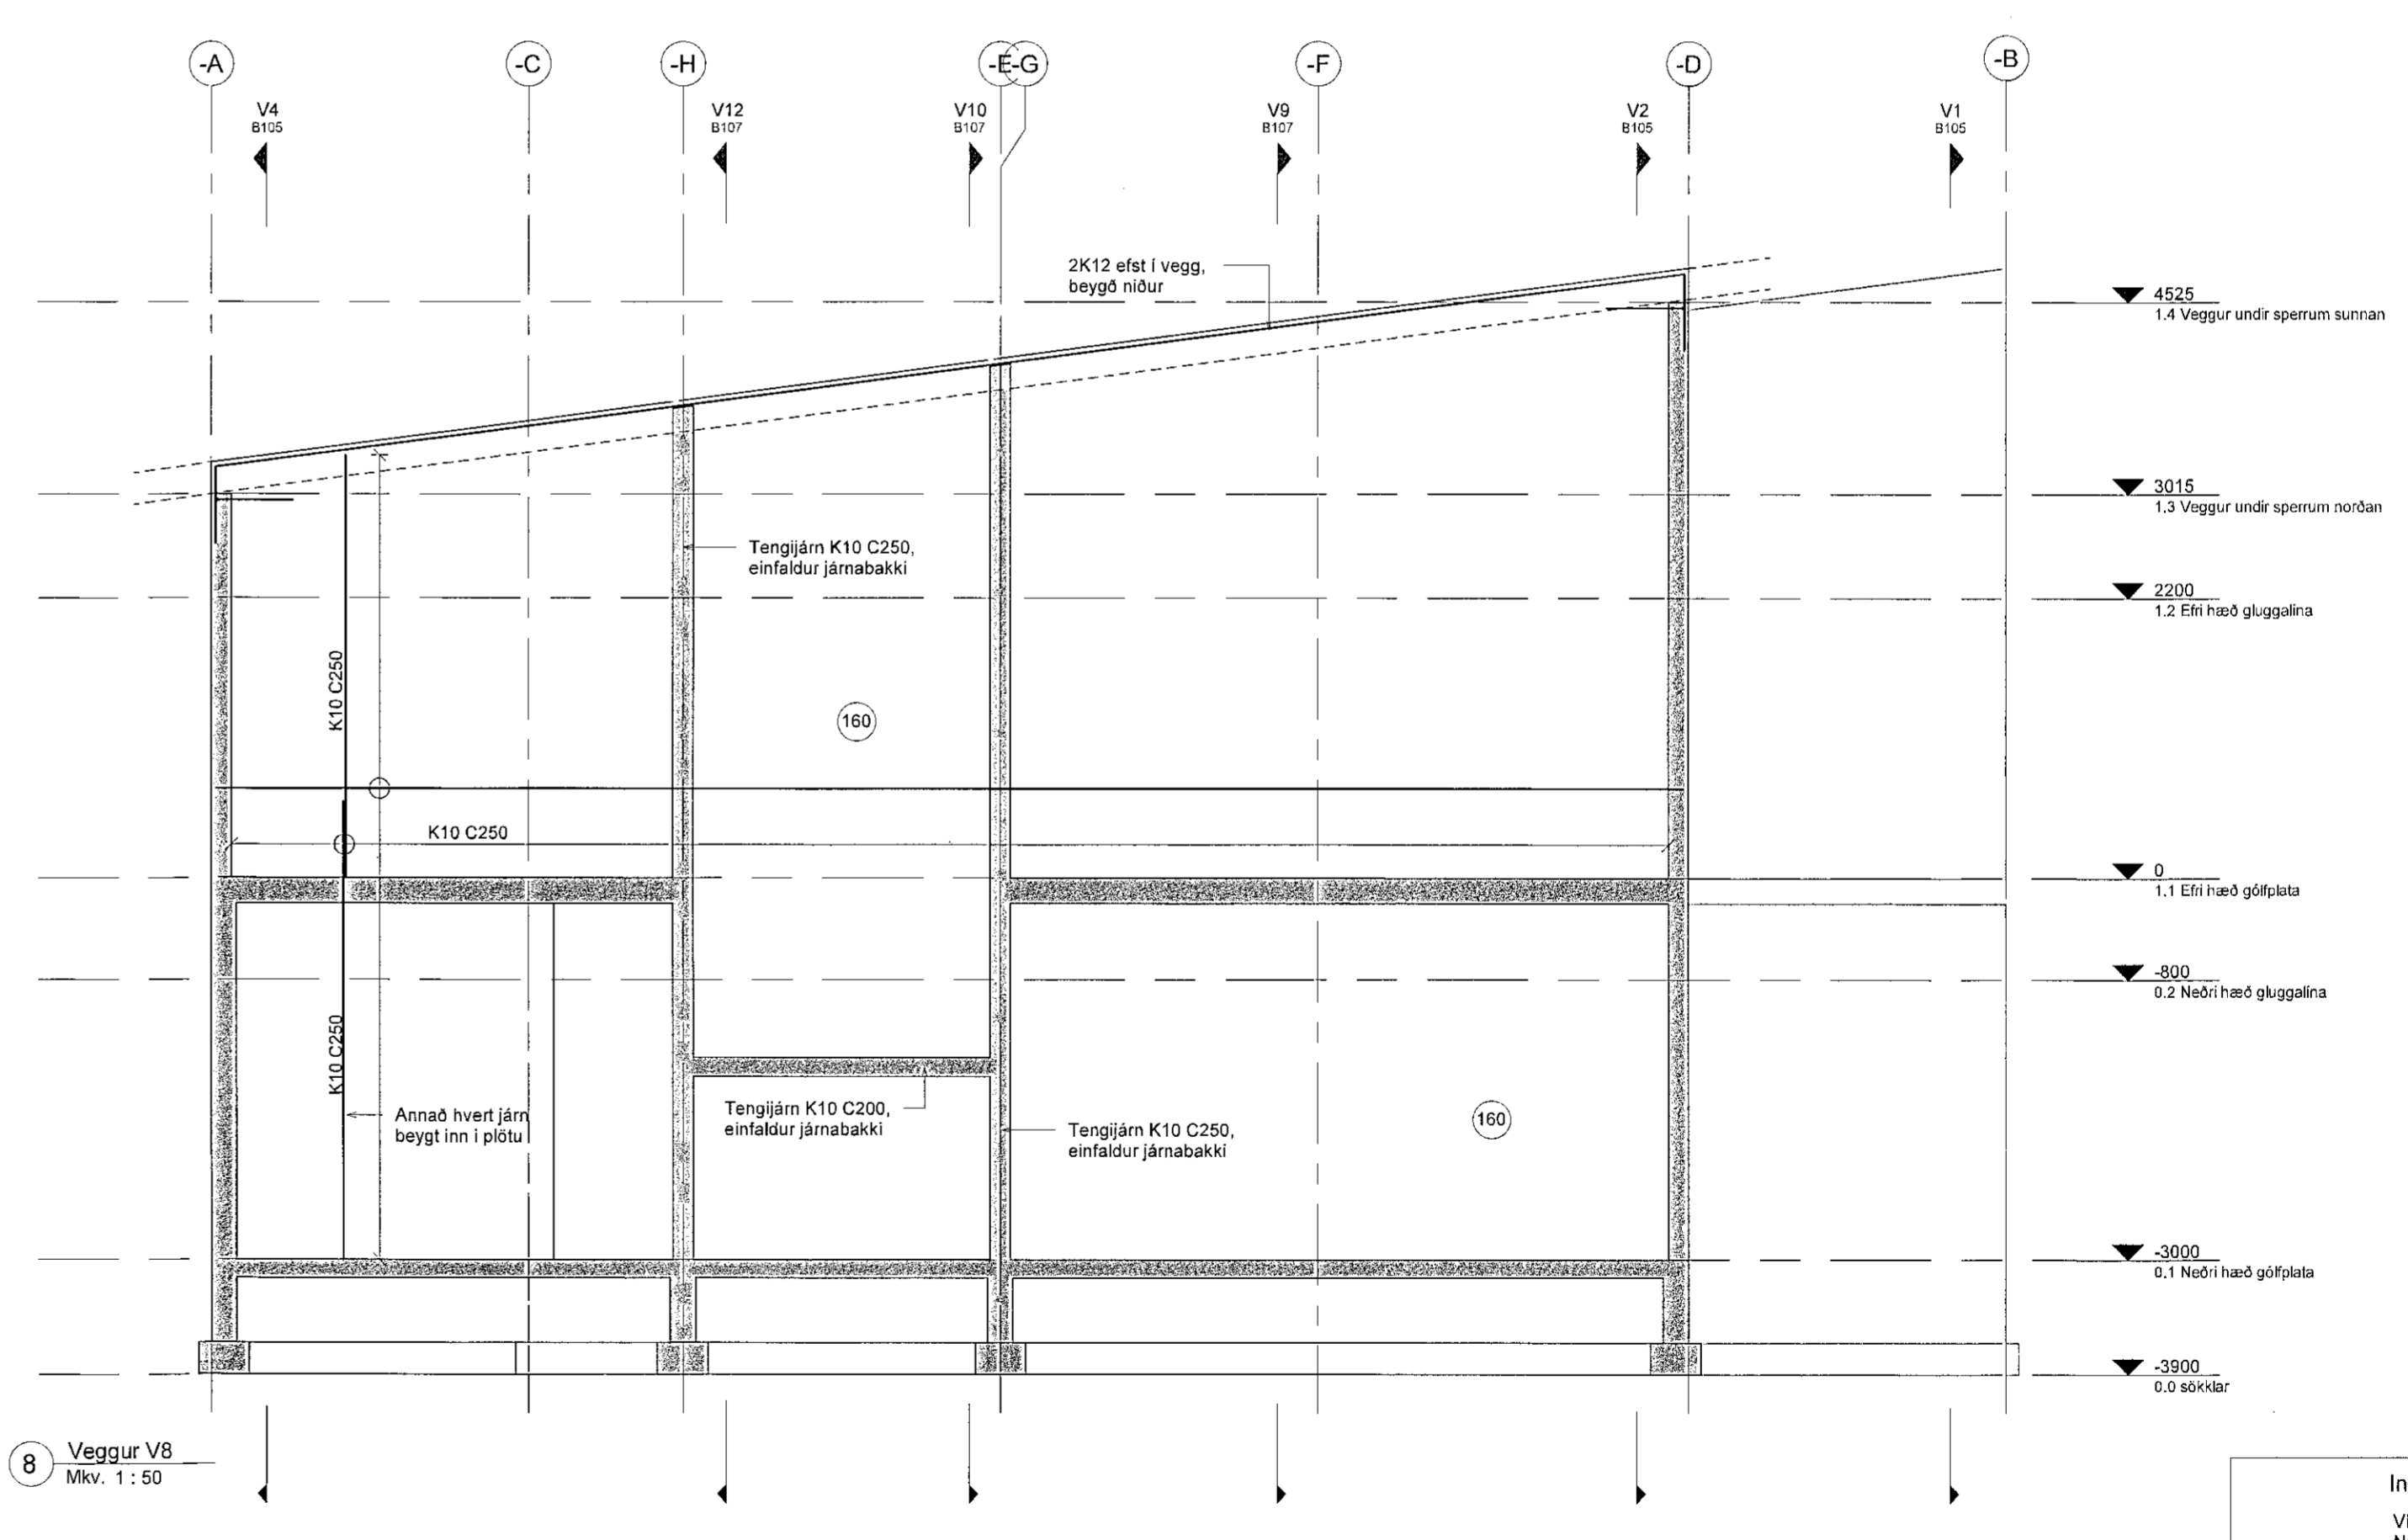 -A
-C
-H
-E
-G
-F
-D
-B
V4
B105
V12
B107
V10
B107
V9
B107
V2
B105
V1
B105
2K12 efst í vegg,
beygð niður
4525
1.4 Veggur undir sperrum sunnan
3015
1.3 Veggur undir sperrum norðan
Tengijárn K10 C250,
einfaldur járnabakki
2200
1.2 Efri hæð gluggalína
K10 C250
160
K10 C250
0
1.1 Efri hæð gólfplata
-800
0.2 Neðri hæð gluggalína
K10 C250
Annað hvert járn
beygt inn i plötu
Tengijárn K10 C200,
einfaldur járnabakki
Tengijárn K10 C250,
einfaldur járnabakki
160
-3000
0.1 Neðri hæð gólfplata
-3900
0.0 sökklar
8
Veggur V8
Mkv. 1 : 50